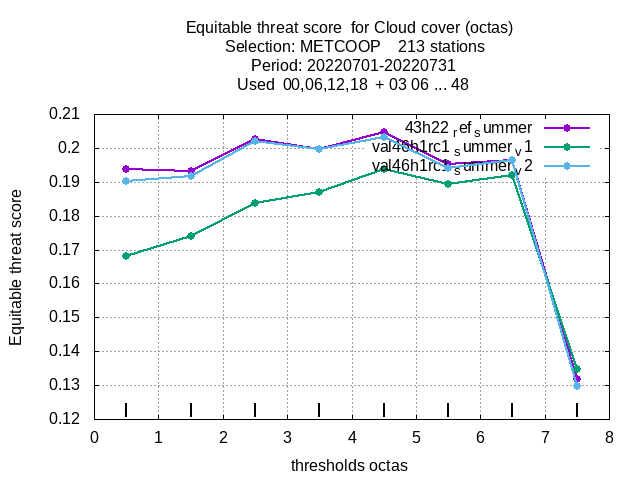 Equitable threat score  for Cloud cover (octas)
Selection: METCOOP    213 stations
Period: 20220701-20220731
Used  00,06,12,18  + 03 06 ... 48
43h22_ref_summer
val46h1rc1_summer_v1
val46h1rc1_summer_v2
Equitable threat score
0.21
0.2
0.19
0.18
0.17
0.16
0.15
0.14
0.13
0.12
0 1 2 3 4 5 6 7 8
thresholds octas